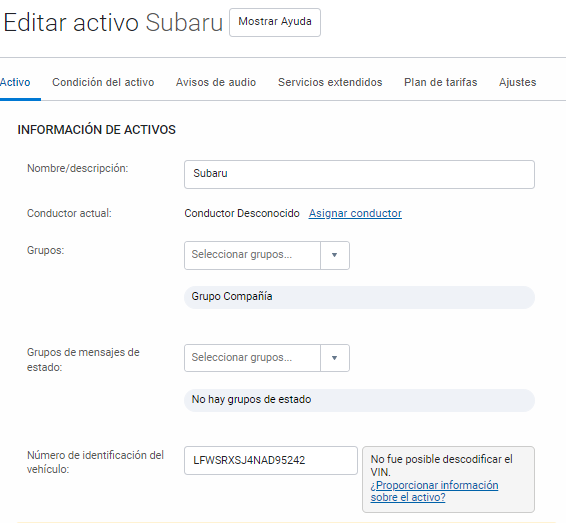 Editar activo Subaru Mostrar Ayuda
Activo Condición del activo Avisos de audio Servicios extendidos Plan de tarifas Ajustes
INFORMACIÓN DE ACTIVOS
Nombre/descripción: Subaru
Conductor actual: Conductor Desconocido Asignar conductor
Grupos: Seleccionar grupos...
Grupo Compañía
Grupos de mensajes de
estado:
Seleccionar grupos...
No hay grupos de estado
Número de identificación del
vehículo:
LFWSRXSJ4NAD95242
No fue posible descodificar el
VIN.
¿Proporcionar información
sobre el activo?